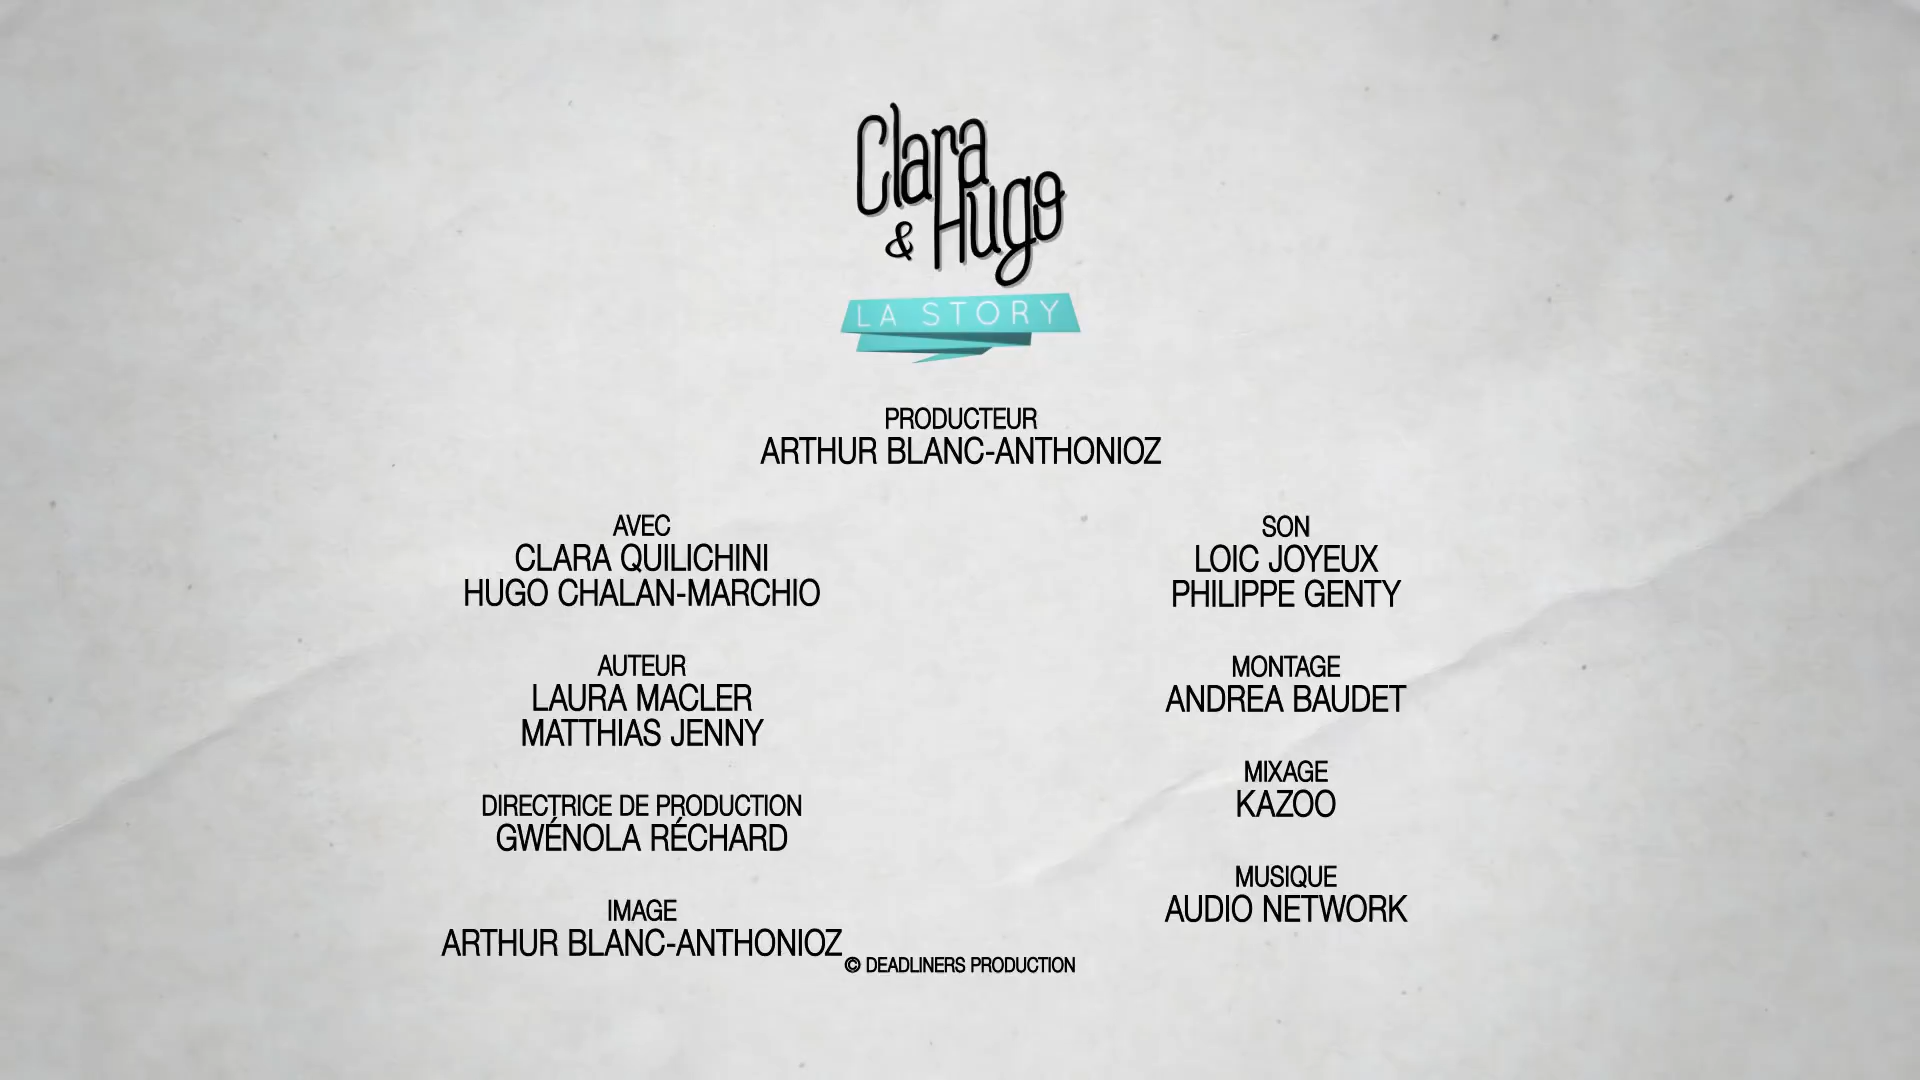 Clara
& Hugo
LA STORY
PRODUCTEUR
ARTHUR BLANC-ANTHONIOZ
AVEC
CLARA QUILICHINI
HUGO CHALAN-MARCHIO
AUTEUR
LAURA MACLER
MATTHIAS JENNY
DIRECTRICE DE PRODUCTION
GWÉNOLA RÉCHARD
IMAGE
ARTHUR BLANC-ANTHONIOZ
SON
LOIC JOYEUX
PHILIPPE GENTY
MONTAGE
ANDREA BAUDET
MIXAGE
KAZOO
MUSIQUE
AUDIO NETWORK
© DEADLINERS PRODUCTION